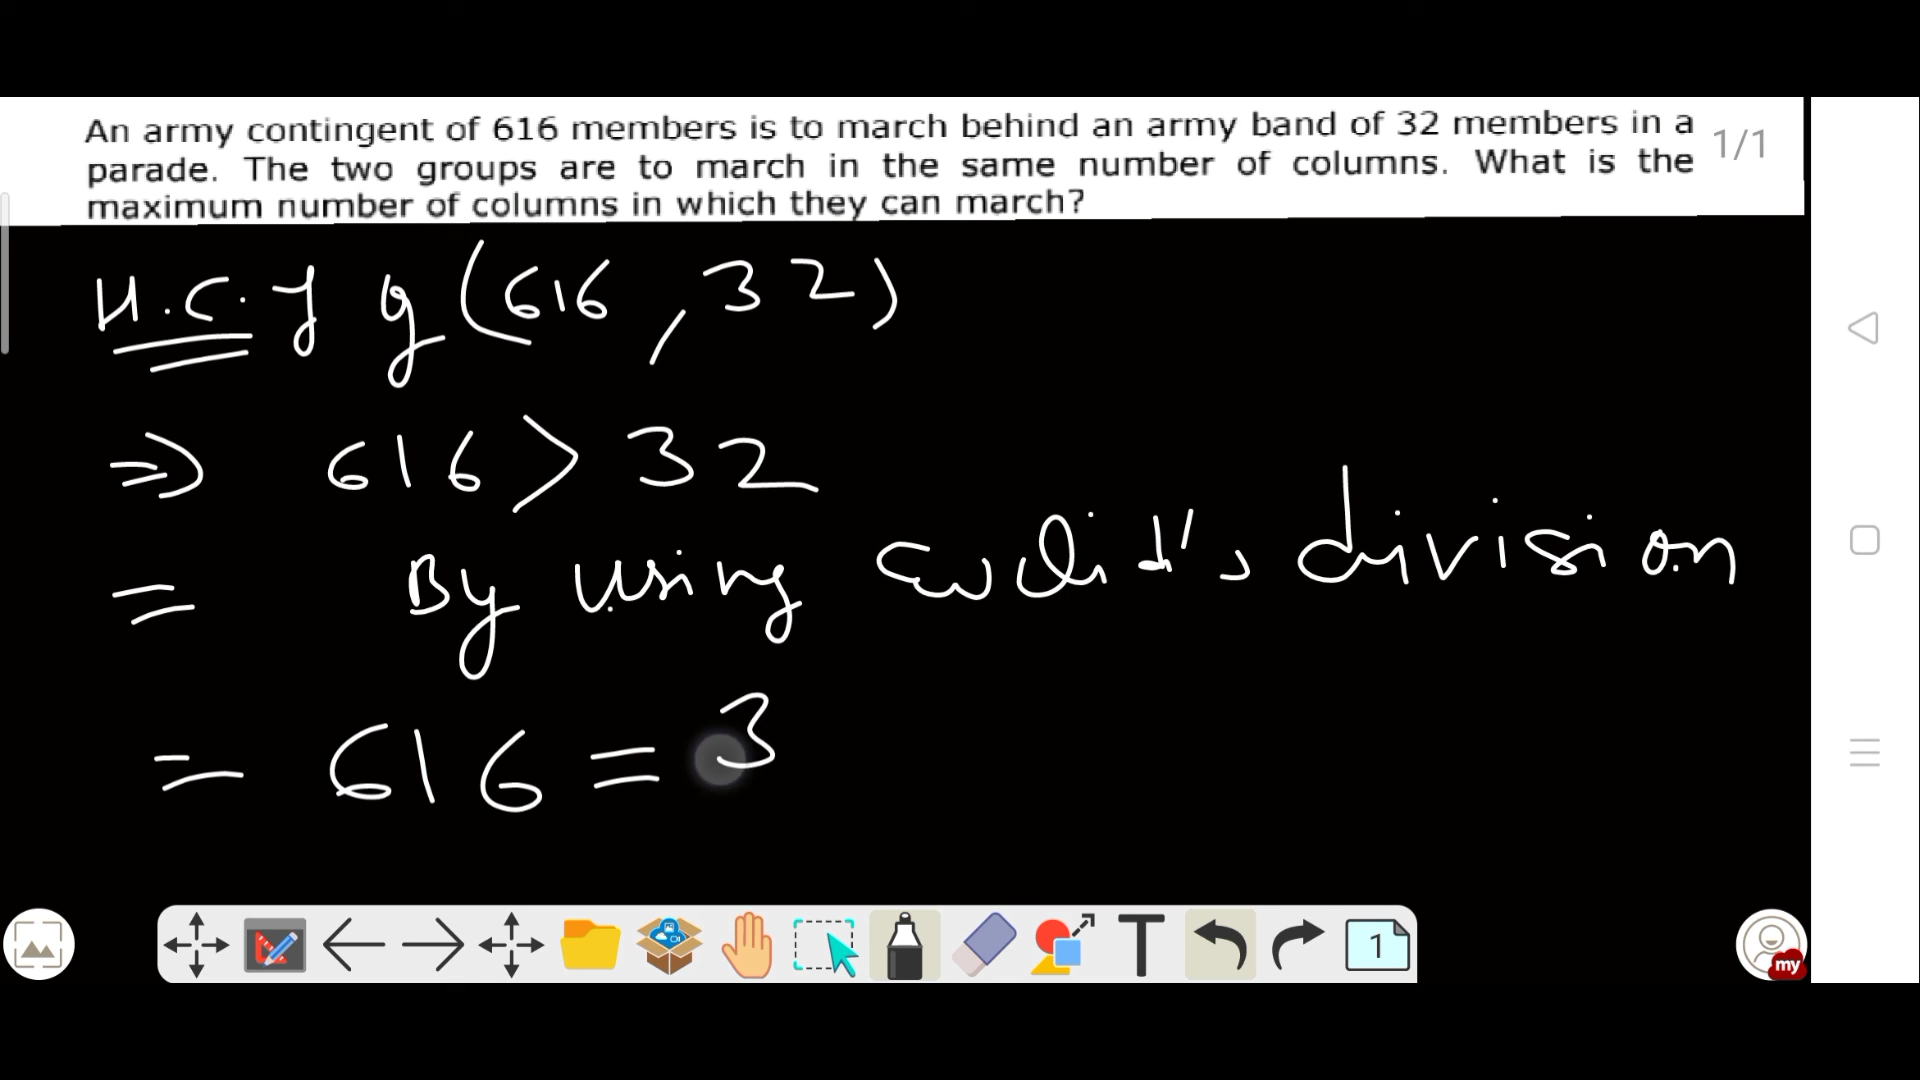 An army contingent of 616 members is to march behind an army band of 32 members in a
parade. The two groups are to march in the same number of columns. What is the
maximum number of columns in which they can march?
1/1
H.C.F of (616, 32)
⇒ 616 > 32
= By using Euclid's division
= 616 = 3
T
1
my